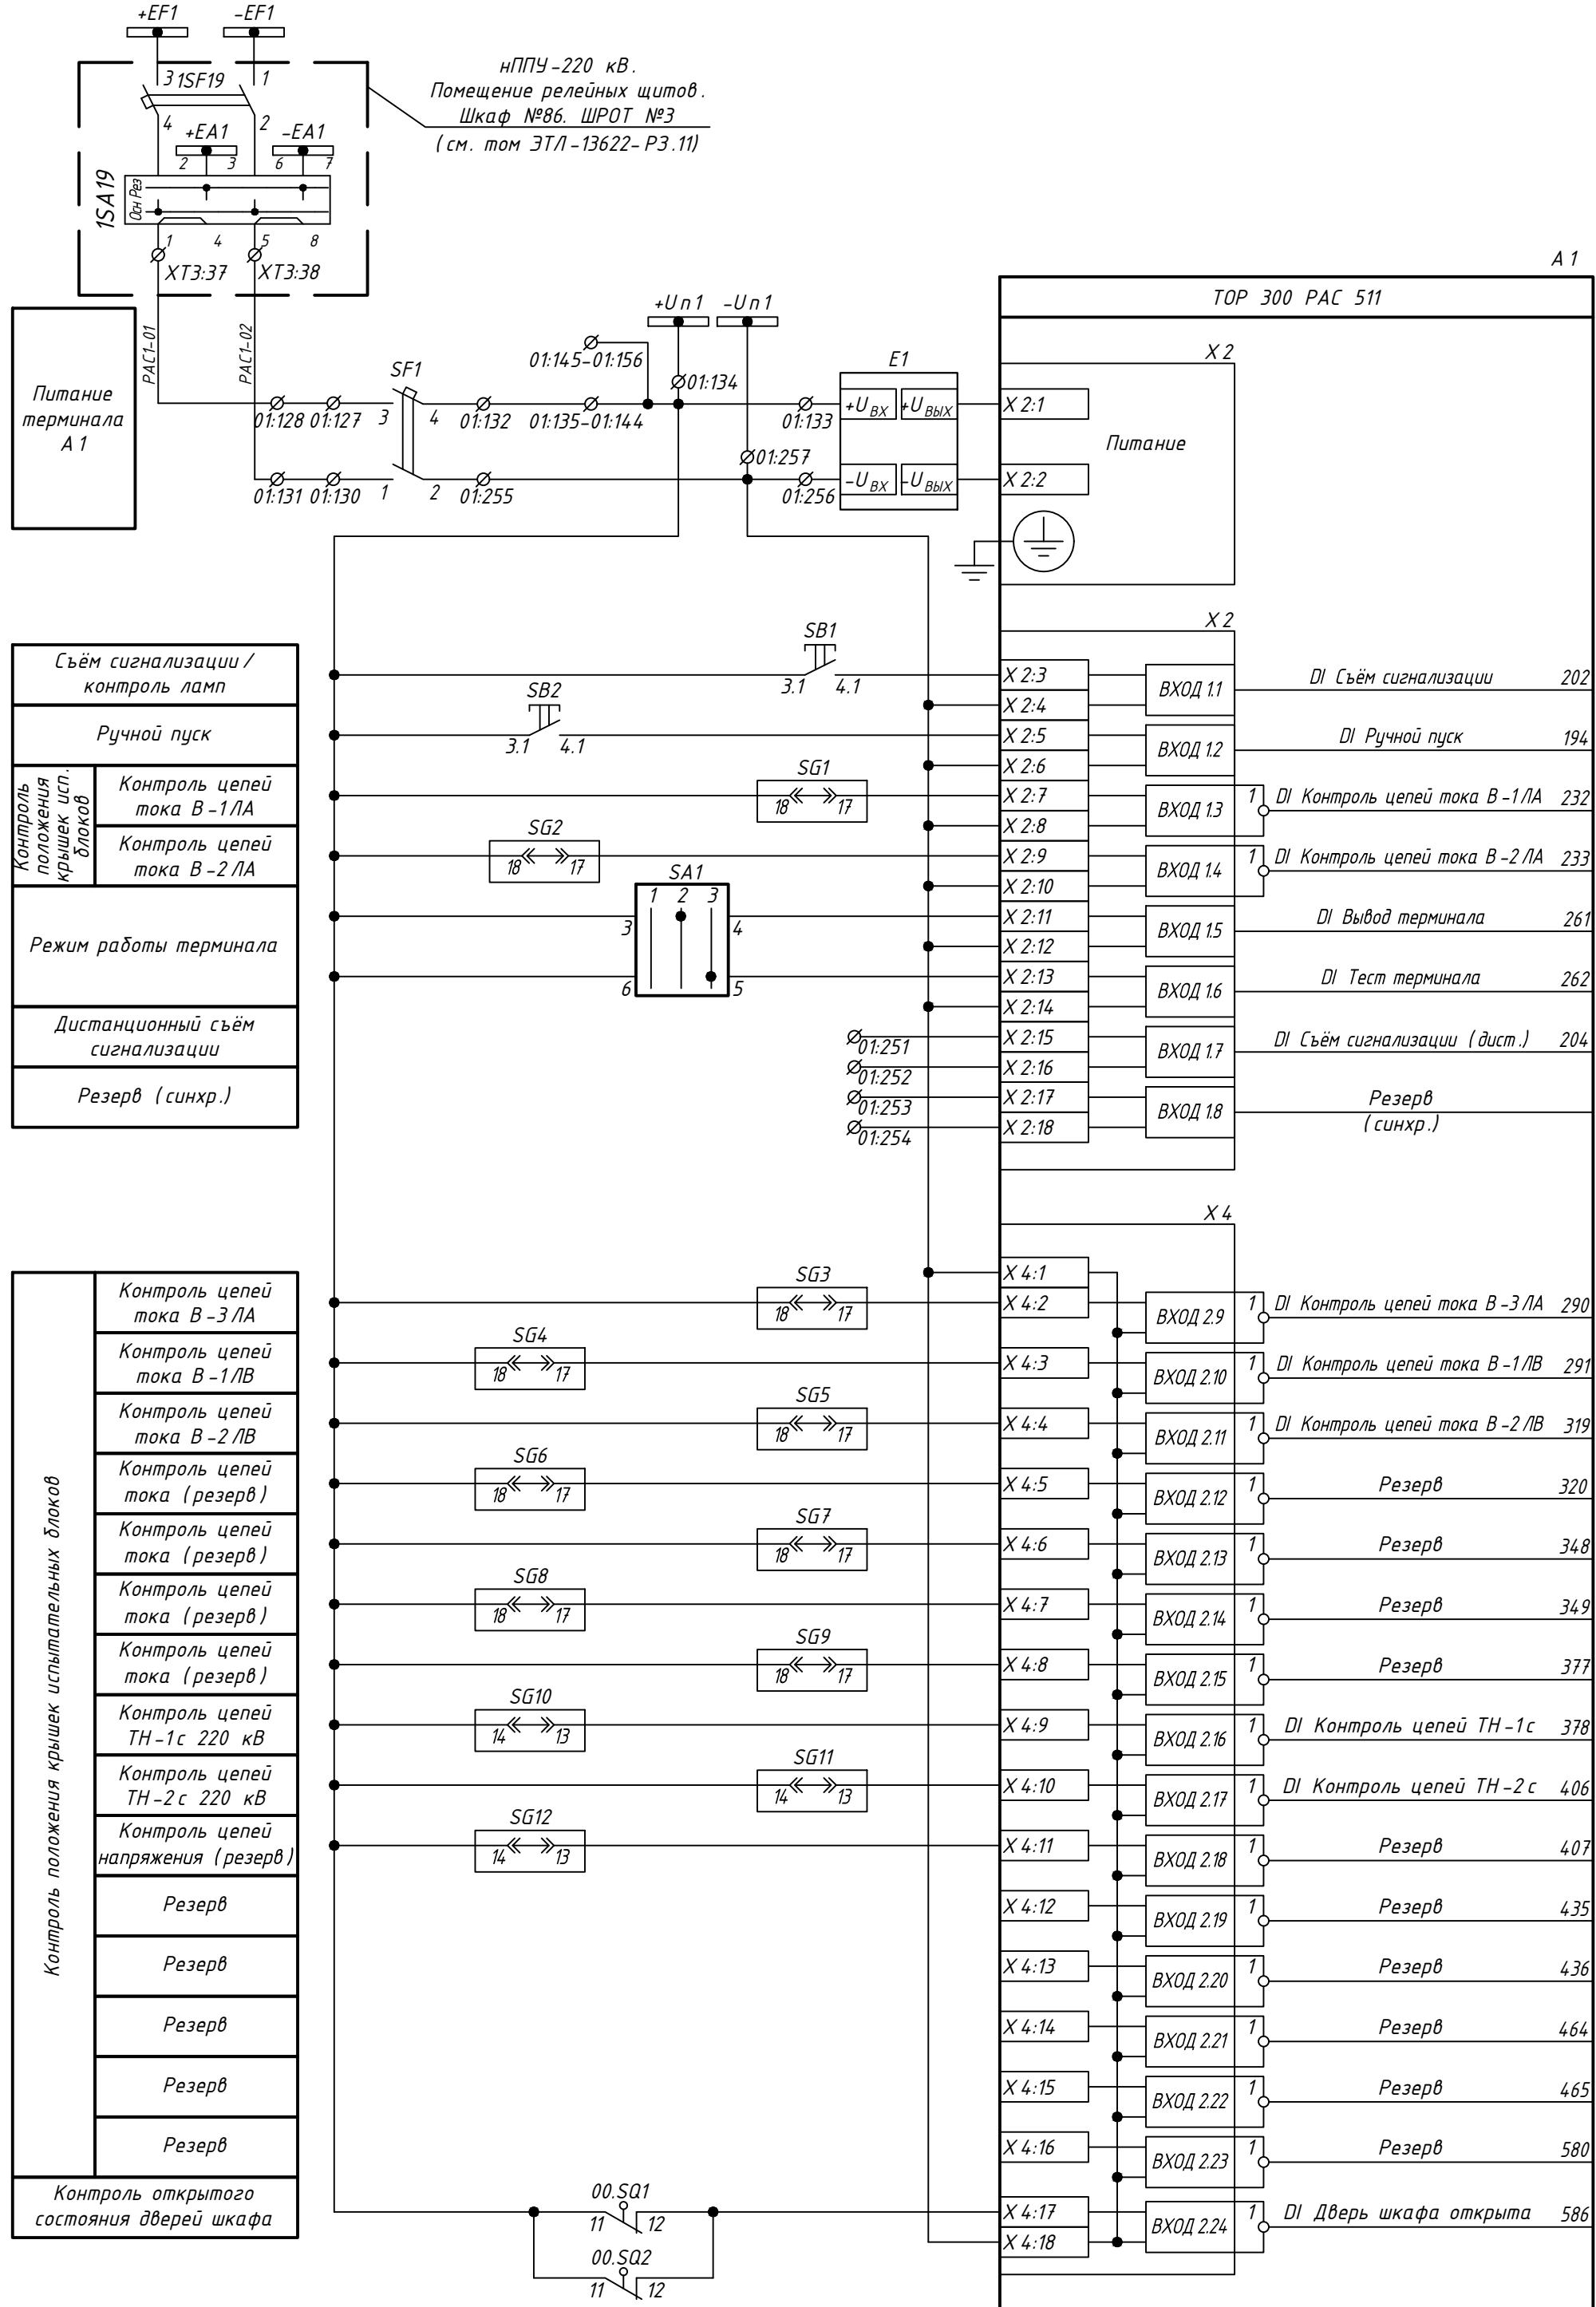 +EF1
-EF1
3 1SF19 1
4 2
+EA1 -EA1
2 3 6 7
1SA19
Осн Рез
1 4 5 8
XT3:37 XT3:38
нППУ-220 кВ.
Помещение релейных щитов.
Шкаф №86. ШРОТ №3
(см. том ЭТЛ-13622-РЗ.11)
А1
ТОР 300 РАС 511
Питание
терминала
А1
РАС1-01
РАС1-02
01:128 01:127
3 SF1 4
01:132
01:135-01:144
01:145-01:156
+Uп1 -Uп1
01:134
01:133
01:131 01:130
1 2
01:255
01:257
01:256
E1
+Uвх +Uвых
-Uвх -Uвых
X2
X2:1
Питание
X2:2
X2
Съём сигнализации /
контроль ламп
SB1
3.1 4.1
X2:3
X2:4
ВХОД 1.1
DI Съём сигнализации 202
Ручной пуск
SB2
3.1 4.1
X2:5
X2:6
ВХОД 1.2
DI Ручной пуск 194
Контроль
положения
крышек исп.
блоков
Контроль цепей
тока В-1ЛА
SG1
18 17
X2:7
X2:8
ВХОД 1.3
1
DI Контроль цепей тока В-1ЛА 232
Контроль цепей
тока В-2ЛА
SG2
18 17
X2:9
X2:10
ВХОД 1.4
1
DI Контроль цепей тока В-2ЛА 233
Режим работы терминала
SA1
1 2 3
3 4
6 5
X2:11
X2:12
ВХОД 1.5
DI Вывод терминала 261
X2:13
X2:14
ВХОД 1.6
DI Тест терминала 262
Дистанционный съём
сигнализации
01:251
01:252
X2:15
X2:16
ВХОД 1.7
DI Съём сигнализации (дист.) 204
Резерв (синхр.)
01:253
01:254
X2:17
X2:18
ВХОД 1.8
Резерв
(синхр.)
X4
Контроль положения крышек испытательных блоков
X4:1
Контроль цепей
тока В-3ЛА
SG3
18 17
X4:2
ВХОД 2.9
1
DI Контроль цепей тока В-3ЛА 290
Контроль цепей
тока В-1ЛВ
SG4
18 17
X4:3
ВХОД 2.10
1
DI Контроль цепей тока В-1ЛВ 291
Контроль цепей
тока В-2ЛВ
SG5
18 17
X4:4
ВХОД 2.11
1
DI Контроль цепей тока В-2ЛВ 319
Контроль цепей
тока (резерв)
SG6
18 17
X4:5
ВХОД 2.12
1
Резерв 320
Контроль цепей
тока (резерв)
SG7
18 17
X4:6
ВХОД 2.13
1
Резерв 348
Контроль цепей
тока (резерв)
SG8
18 17
X4:7
ВХОД 2.14
1
Резерв 349
Контроль цепей
тока (резерв)
SG9
18 17
X4:8
ВХОД 2.15
1
Резерв 377
Контроль цепей
ТН-1с 220 кВ
SG10
14 13
X4:9
ВХОД 2.16
1
DI Контроль цепей ТН-1с 378
Контроль цепей
ТН-2с 220 кВ
SG11
14 13
X4:10
ВХОД 2.17
1
DI Контроль цепей ТН-2с 406
Контроль цепей
напряжения (резерв)
SG12
14 13
X4:11
ВХОД 2.18
1
Резерв 407
Резерв
X4:12
ВХОД 2.19
1
Резерв 435
Резерв
X4:13
ВХОД 2.20
1
Резерв 436
Резерв
X4:14
ВХОД 2.21
1
Резерв 464
Резерв
X4:15
ВХОД 2.22
1
Резерв 465
Резерв
X4:16
ВХОД 2.23
1
Резерв 580
Контроль открытого
состояния дверей шкафа
00.SQ1
11 12
X4:17
X4:18
ВХОД 2.24
1
DI Дверь шкафа открыта 586
00.SQ2
11 12